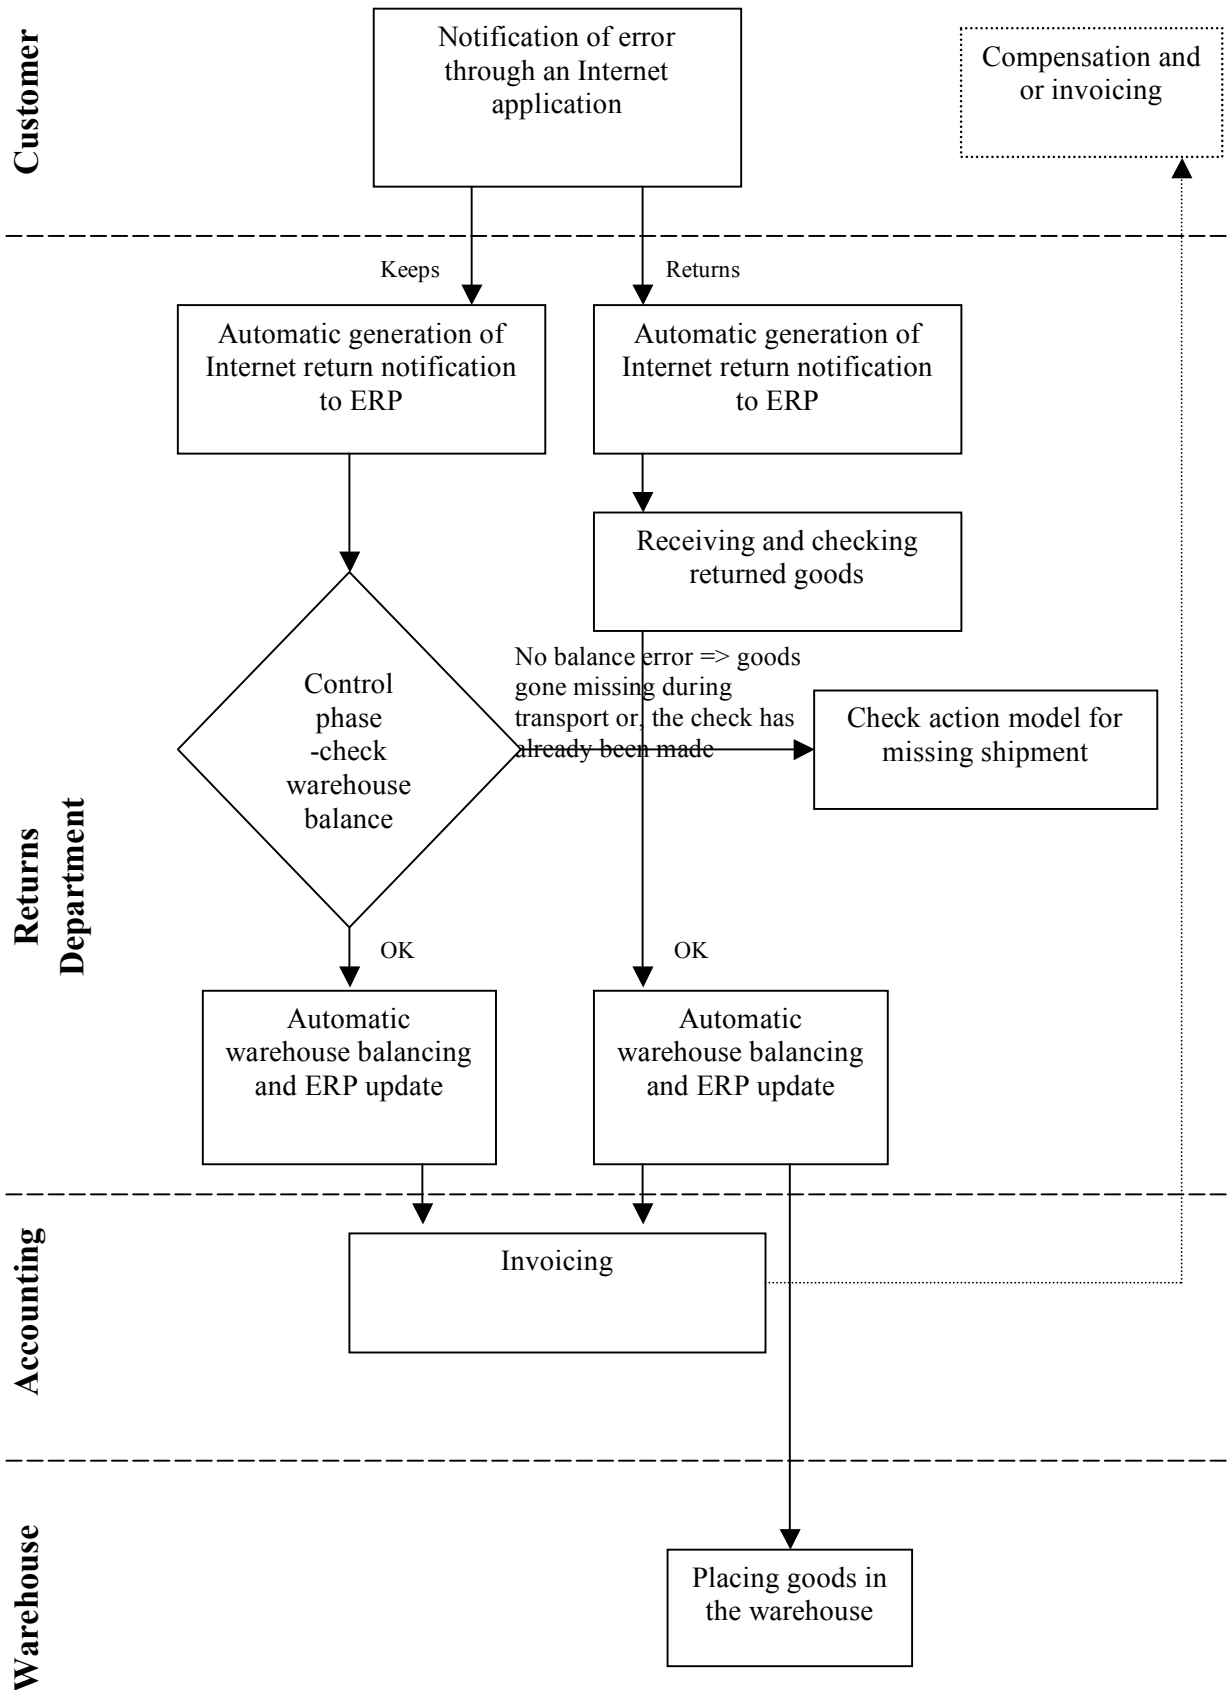 Customer
Notification of error
through an Internet
application
Compensation and
or invoicing
Keeps
Returns
Automatic generation of
Internet return notification
to ERP
Automatic generation of
Internet return notification
to ERP
Receiving and checking
returned goods
No balance error => goods
gone missing during
transport or, the check has
already been made
Control
phase
-check
warehouse
balance
Check action model for
missing shipment
Returns
Department
OK
OK
Automatic
warehouse balancing
and ERP update
Automatic
warehouse balancing
and ERP update
Accounting
Invoicing
Warehouse
Placing goods in
the warehouse